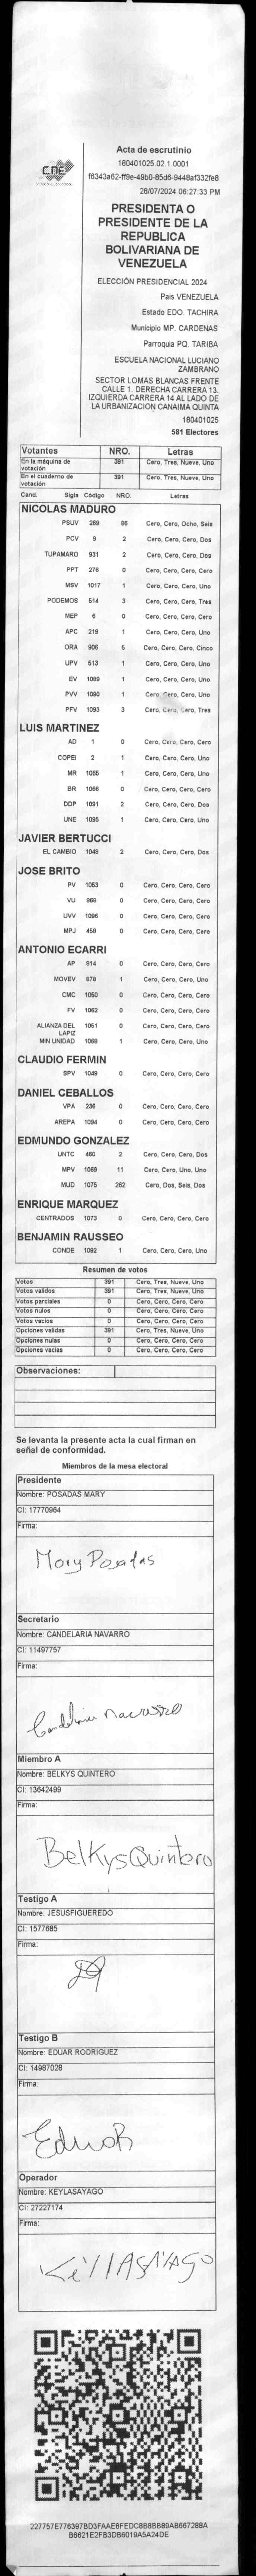 CNE
Acta de escrutinio
180401025.02.1.0001
f6343a62-ff9e-49b0-85d6-9448af332fe8
28/07/2024 06:27:33 PM
PRESIDENTA O
PRESIDENTE DE LA
REPUBLICA
BOLIVARIANA DE
VENEZUELA
ELECCIÓN PRESIDENCIAL 2024
Pais VENEZUELA
Estado EDO. TACHIRA
Municipio MP. CARDENAS
Parroquia PQ. TARIBA
ESCUELA NACIONAL LUCIANO
ZAMBRANO
SECTOR LOMAS BLANCAS FRENTE
CALLE 1. DERECHA CARRERA 13.
IZQUIERDA CARRERA 14 AL LADO DE
LA URBANIZACION CANAIMA QUINTA
180401025
581 Electores
Votantes NRO. Letras
En la máquina de votación 391 Cero, Tres, Nueve, Uno
En el cuaderno de votación 391 Cero, Tres, Nueve, Uno
Cand. Sigla Código NRO. Letras
NICOLAS MADURO
PSUV 269 86 Cero, Cero, Ocho, Seis
PCV 9 2 Cero, Cero, Cero, Dos
TUPAMARO 931 2 Cero, Cero, Cero, Dos
PPT 276 0 Cero, Cero, Cero, Cero
MSV 1017 1 Cero, Cero, Cero, Uno
PODEMOS 514 3 Cero, Cero, Cero, Tres
MEP 6 0 Cero, Cero, Cero, Cero
APC 219 1 Cero, Cero, Cero, Uno
ORA 906 5 Cero, Cero, Cero, Cinco
UPV 513 1 Cero, Cero, Cero, Uno
EV 1089 1 Cero, Cero, Cero, Uno
PVV 1090 1 Cero, Cero, Cero, Uno
PFV 1093 3 Cero, Cero, Cero, Tres
LUIS MARTINEZ
AD 1 0 Cero, Cero, Cero, Cero
COPEI 2 1 Cero, Cero, Cero, Uno
MR 1065 1 Cero, Cero, Cero, Uno
BR 1066 0 Cero, Cero, Cero, Cero
DDP 1091 2 Cero, Cero, Cero, Dos
UNE 1095 1 Cero, Cero, Cero, Uno
JAVIER BERTUCCI
EL CAMBIO 1048 2 Cero, Cero, Cero, Dos
JOSE BRITO
PV 1053 0 Cero, Cero, Cero, Cero
VU 969 0 Cero, Cero, Cero, Cero
UVV 1096 0 Cero, Cero, Cero, Cero
MPJ 459 0 Cero, Cero, Cero, Cero
ANTONIO ECARRI
AP 914 0 Cero, Cero, Cero, Cero
MOVEV 978 1 Cero, Cero, Cero, Uno
CMC 1050 0 Cero, Cero, Cero, Cero
FV 1062 0 Cero, Cero, Cero, Cero
ALIANZA DEL LAPIZ 1051 0 Cero, Cero, Cero, Cero
MIN UNIDAD 1069 1 Cero, Cero, Cero, Uno
CLAUDIO FERMIN
SPV 1049 0 Cero, Cero, Cero, Cero
DANIEL CEBALLOS
VPA 236 0 Cero, Cero, Cero, Cero
AREPA 1094 0 Cero, Cero, Cero, Cero
EDMUNDO GONZALEZ
UNTC 460 2 Cero, Cero, Cero, Dos
MPV 1069 11 Cero, Cero, Uno, Uno
MUD 1075 262 Cero, Dos, Seis, Dos
ENRIQUE MARQUEZ
CENTRADOS 1073 0 Cero, Cero, Cero, Cero
BENJAMIN RAUSSEO
CONDE 1092 1 Cero, Cero, Cero, Uno
Resumen de votos
Votos 391 Cero, Tres, Nueve, Uno
Votos validos 391 Cero, Tres, Nueve, Uno
Votos parciales 0 Cero, Cero, Cero, Cero
Votos nulos 0 Cero, Cero, Cero, Cero
Votos vacios 0 Cero, Cero, Cero, Cero
Opciones validas 391 Cero, Tres, Nueve, Uno
Opciones nulas 0 Cero, Cero, Cero, Cero
Opciones vacias 0 Cero, Cero, Cero, Cero
Observaciones:
Se levanta la presente acta la cual firman en
señal de conformidad.
Miembros de la mesa electoral
Presidente
Nombre: POSADAS MARY
CI: 17770964
Firma:
Mary Posadas
Secretario
Nombre: CANDELARIA NAVARRO
CI: 11497757
Firma:
Candelaria Navarro
Miembro A
Nombre: BELKYS QUINTERO
CI: 13642499
Firma:
Belkys Quintero
Testigo A
Nombre: JESUSFIGUEREDO
CI: 1577685
Firma:
Testigo B
Nombre: EDUAR RODRIGUEZ
CI: 14987028
Firma:
EduaR
Operador
Nombre: KEYLASAYAGO
CI: 27227174
Firma:
KeYlASAYAGO
227757E776397BD3FAAE8FEDC8B8BB89AB667288A
B6621E2FB3DB6019A5A24DE